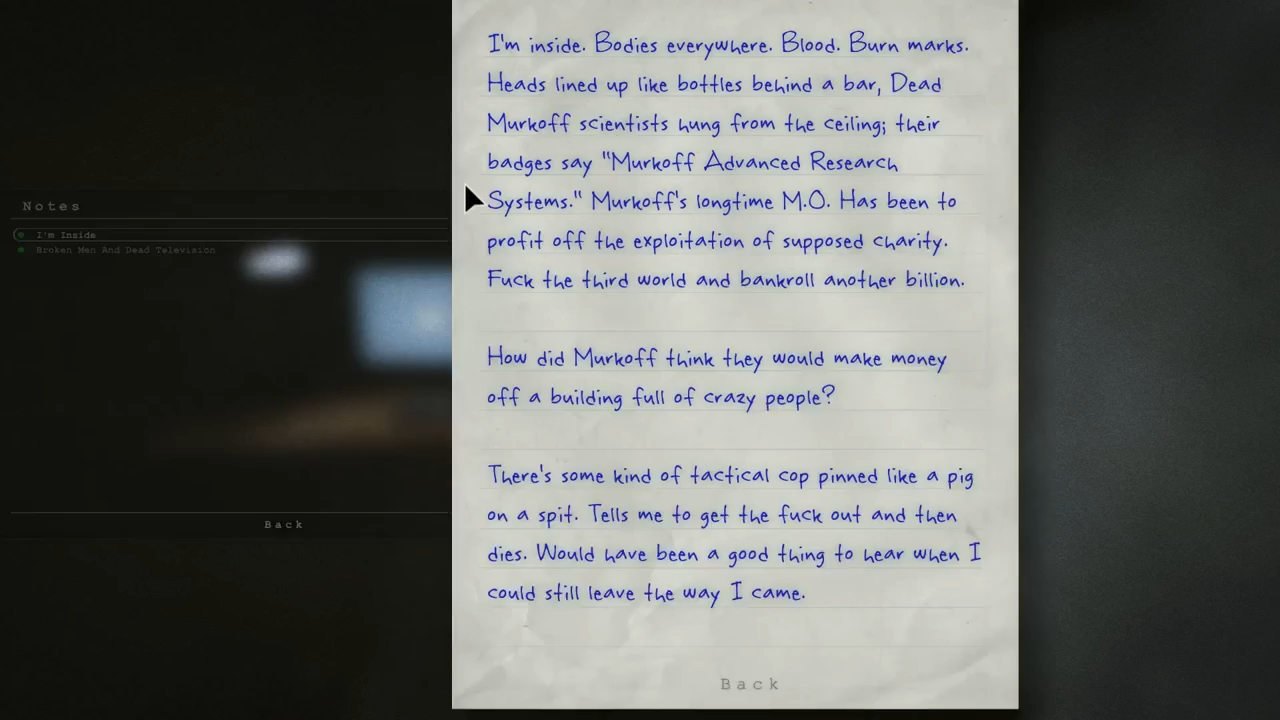 Notes
I'm Inside
Broken Men And Dead Television
Back
I'm inside. Bodies everywhere. Blood. Burn marks.
Heads lined up like bottles behind a bar, Dead
Murkoff scientists hung from the ceiling; their
badges say "Murkoff Advanced Research
Systems." Murkoff's longtime M.O. Has been to
profit off the exploitation of supposed charity.
Fuck the third world and bankroll another billion.
How did Murkoff think they would make money
off a building full of crazy people?
There's some kind of tactical cop pinned like a pig
on a spit. Tells me to get the fuck out and then
dies. Would have been a good thing to hear when I
could still leave the way I came.
Back